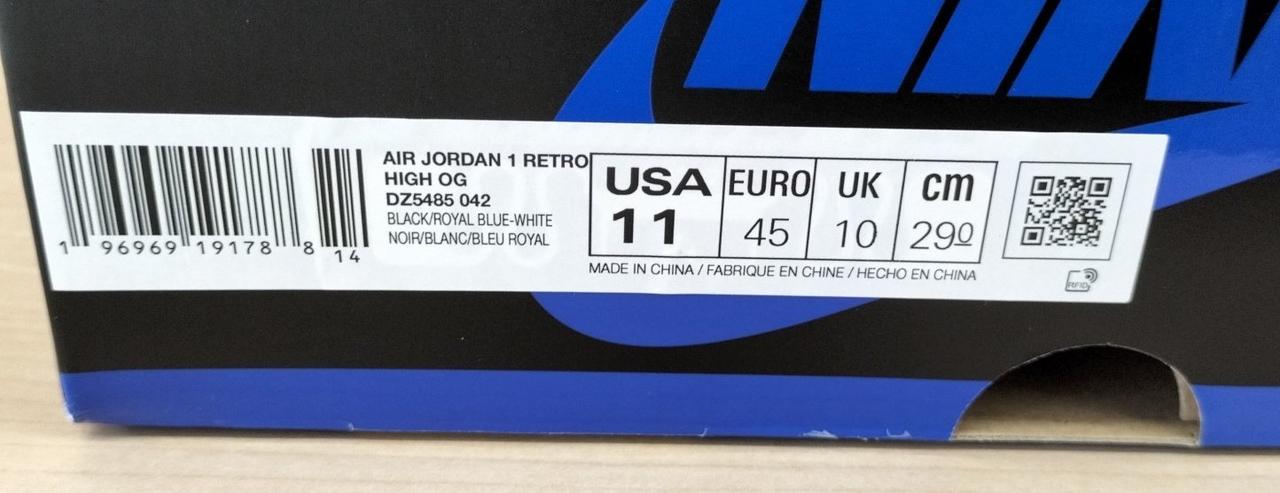 AIR JORDAN 1 RETRO
HIGH OG
DZ5485 042
BLACK/ROYAL BLUE-WHITE
NOIR/BLANC/BLEU ROYAL
1 96969 19178 8 14
USA EURO UK cm
11 45 10 290
MADE IN CHINA / FABRIQUE EN CHINE / HECHO EN CHINA
RFID